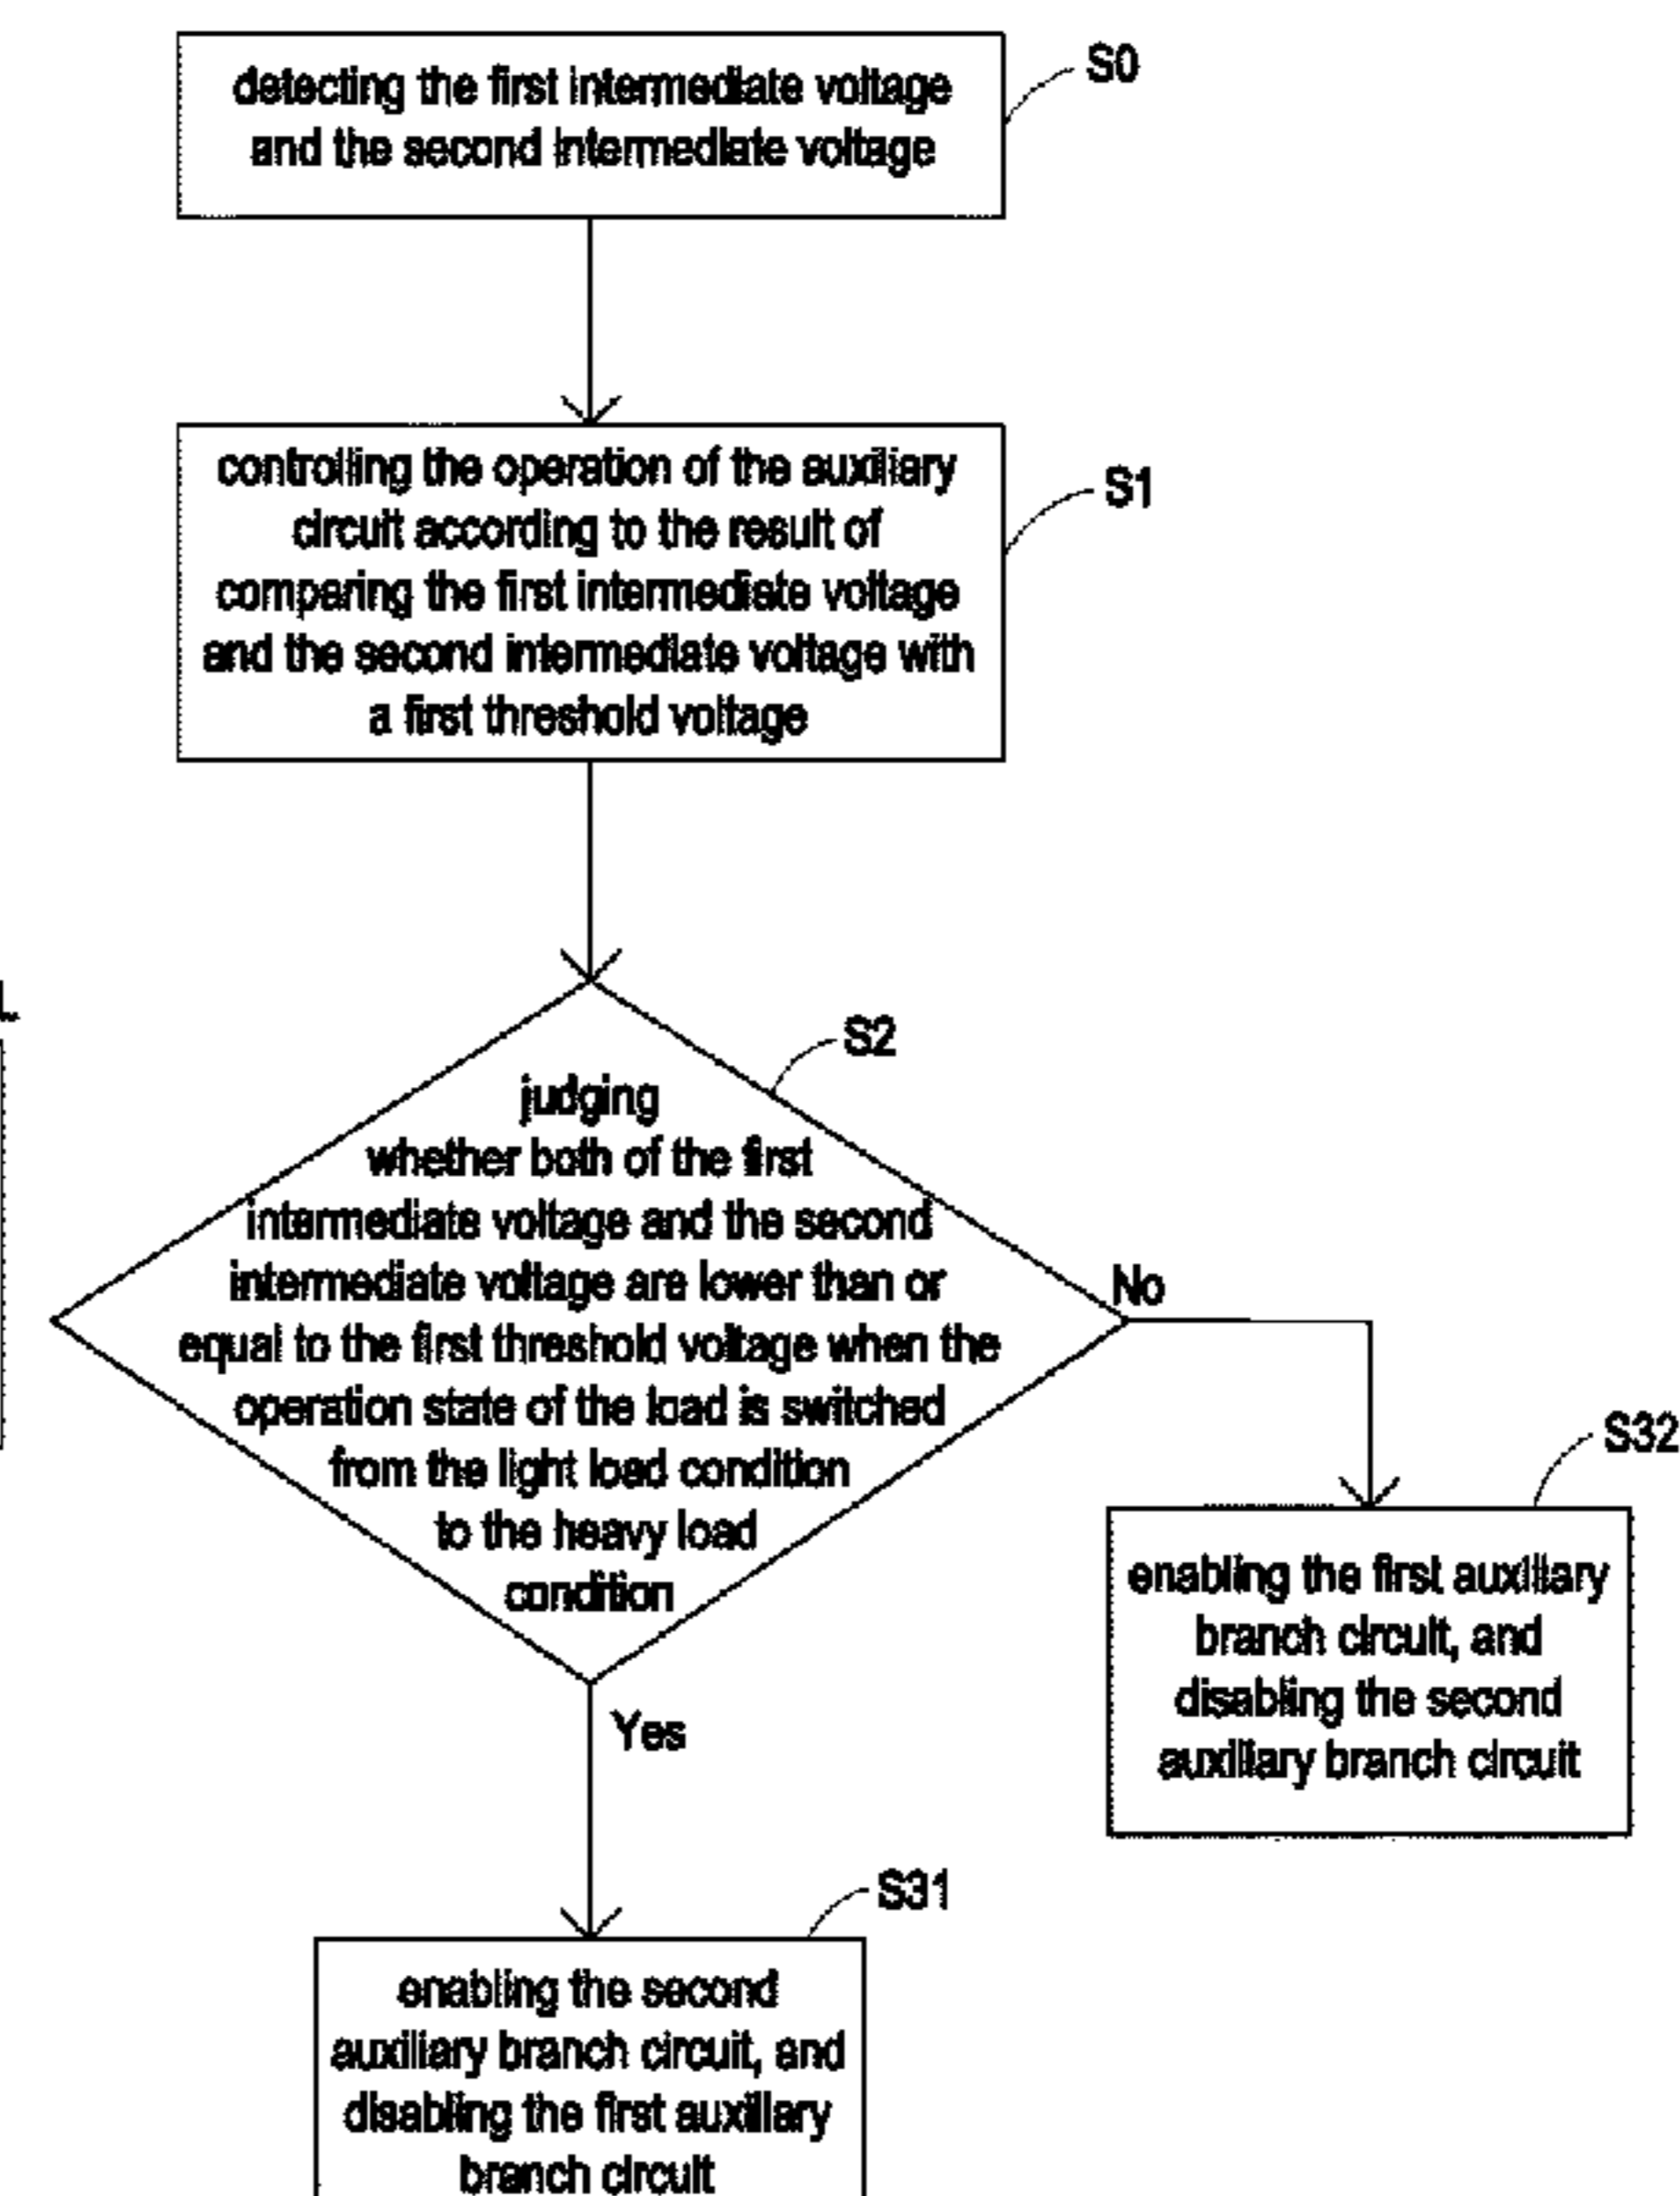 detecting the first intermediate voltage
and the second intermediate voltage
S0
controlling the operation of the auxiliary
circuit according to the result of
comparing the first intermediate voltage
and the second intermediate voltage with
a first threshold voltage
S1
S2
judging
whether both of the first
intermediate voltage and the second
intermediate voltage are lower than or
equal to the first threshold voltage when the
operation state of the load is switched
from the light load condition
to the heavy load
condition
No
S32
enabling the first auxiliary
branch circuit, and
disabling the second
auxiliary branch circuit
Yes
S31
enabling the second
auxiliary branch circuit, and
disabling the first auxiliary
branch circuit